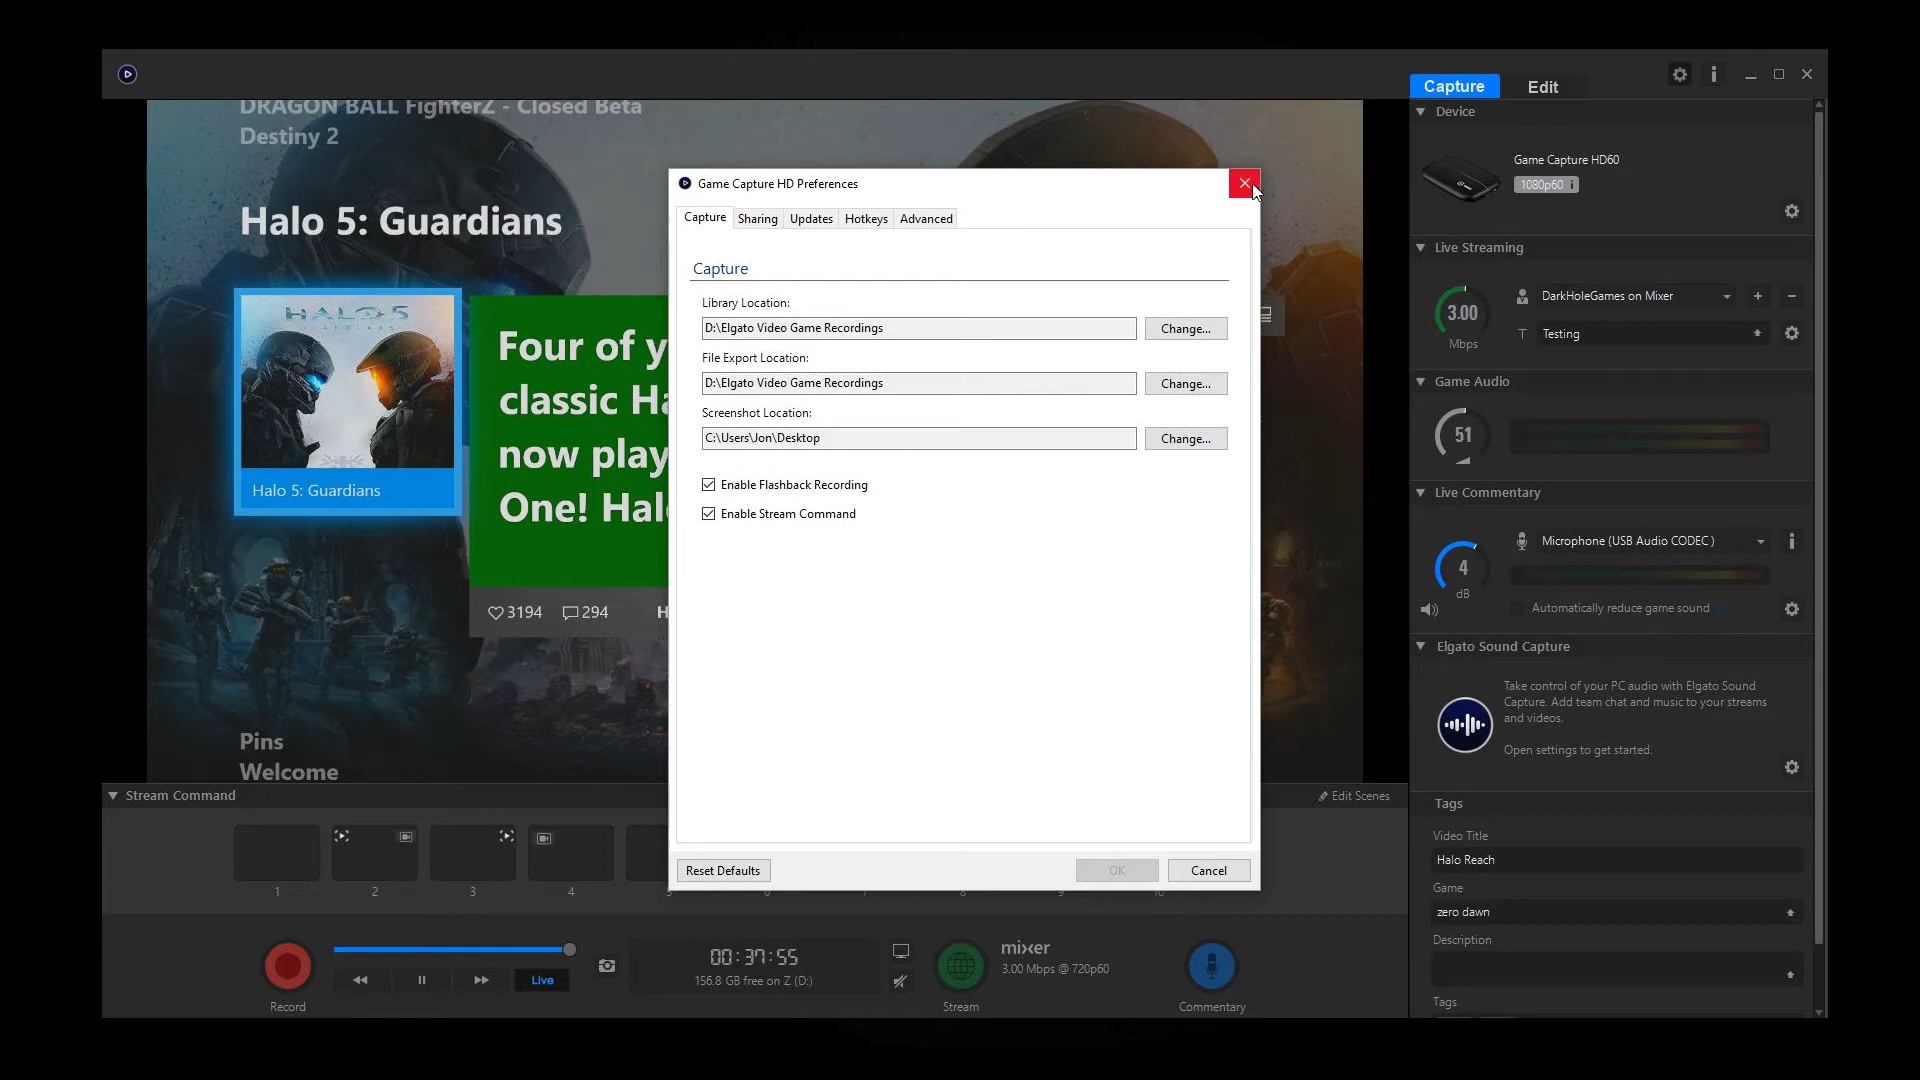 Capture
Edit
DRAGON BALL FighterZ - Closed Beta
Destiny 2
Halo 5: Guardians
HALO 5
GUARDIANS
Halo 5: Guardians
Four of y
classic Ha
now play
One! Hal
3194
294
H
Pins
Welcome
Game Capture HD Preferences
Capture
Sharing
Updates
Hotkeys
Advanced
Capture
Library Location:
D:\Elgato Video Game Recordings
Change...
File Export Location:
D:\Elgato Video Game Recordings
Change...
Screenshot Location:
C:\Users\Jon\Desktop
Change...
Enable Flashback Recording
Enable Stream Command
Reset Defaults
OK
Cancel
Device
Game Capture HD60
1080p60 i
Live Streaming
3.00
Mbps
DarkHoleGames on Mixer
T Testing
Game Audio
51
Live Commentary
Microphone (USB Audio CODEC )
4
dB
Automatically reduce game sound
Elgato Sound Capture
Take control of your PC audio with Elgato Sound
Capture. Add team chat and music to your streams
and videos.
Open settings to get started.
Tags
Video Title
Halo Reach
Game
zero dawn
Description
Tags
Stream Command
Edit Scenes
1
2
3
4
Record
Live
00:37:55
156.8 GB free on Z (D:)
Stream
mixer
3.00 Mbps @ 720p60
Commentary